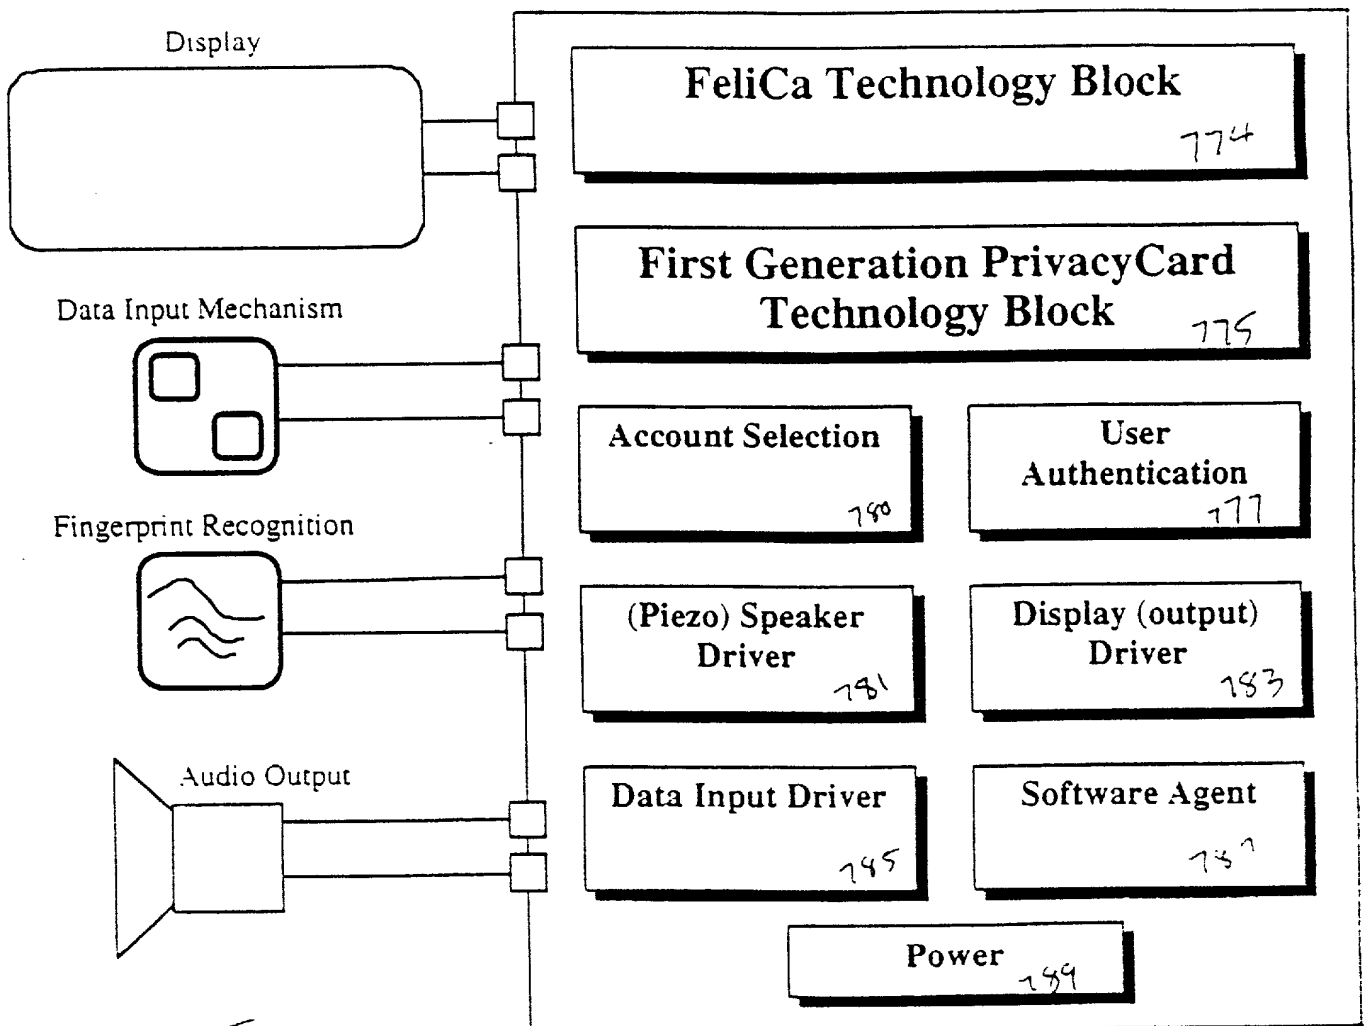 Display
FeliCa Technology Block
774
First Generation PrivacyCard
Technology Block
775
Data Input Mechanism
Account Selection
780
User
Authentication
777
Fingerprint Recognition
(Piezo) Speaker
Driver
781
Display (output)
Driver
783
Audio Output
Data Input Driver
785
Software Agent
787
Power
789